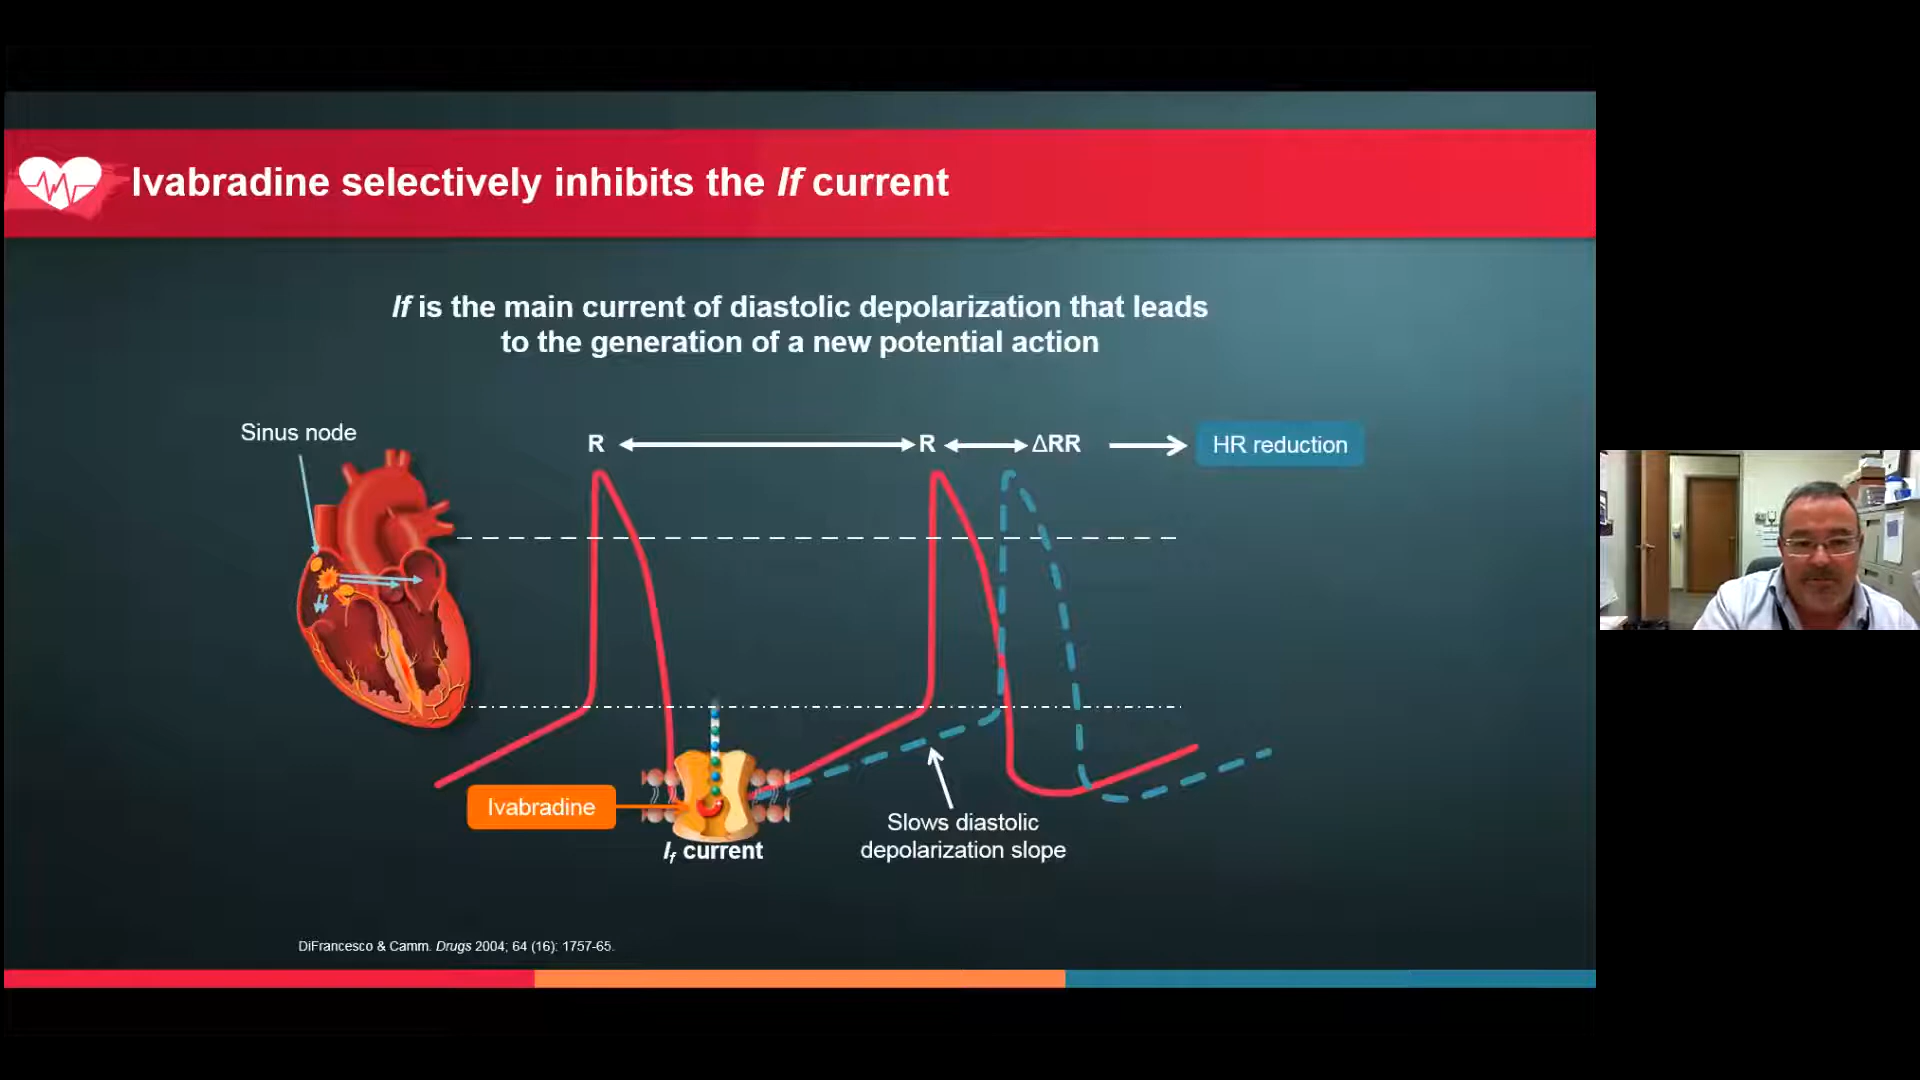 Ivabradine selectively inhibits the If current
If is the main current of diastolic depolarization that leads
to the generation of a new potential action
Sinus node
R
R
ΔRR
HR reduction
Ivabradine
If current
Slows diastolic
depolarization slope
DiFrancesco & Camm. Drugs 2004; 64 (16): 1757-65.